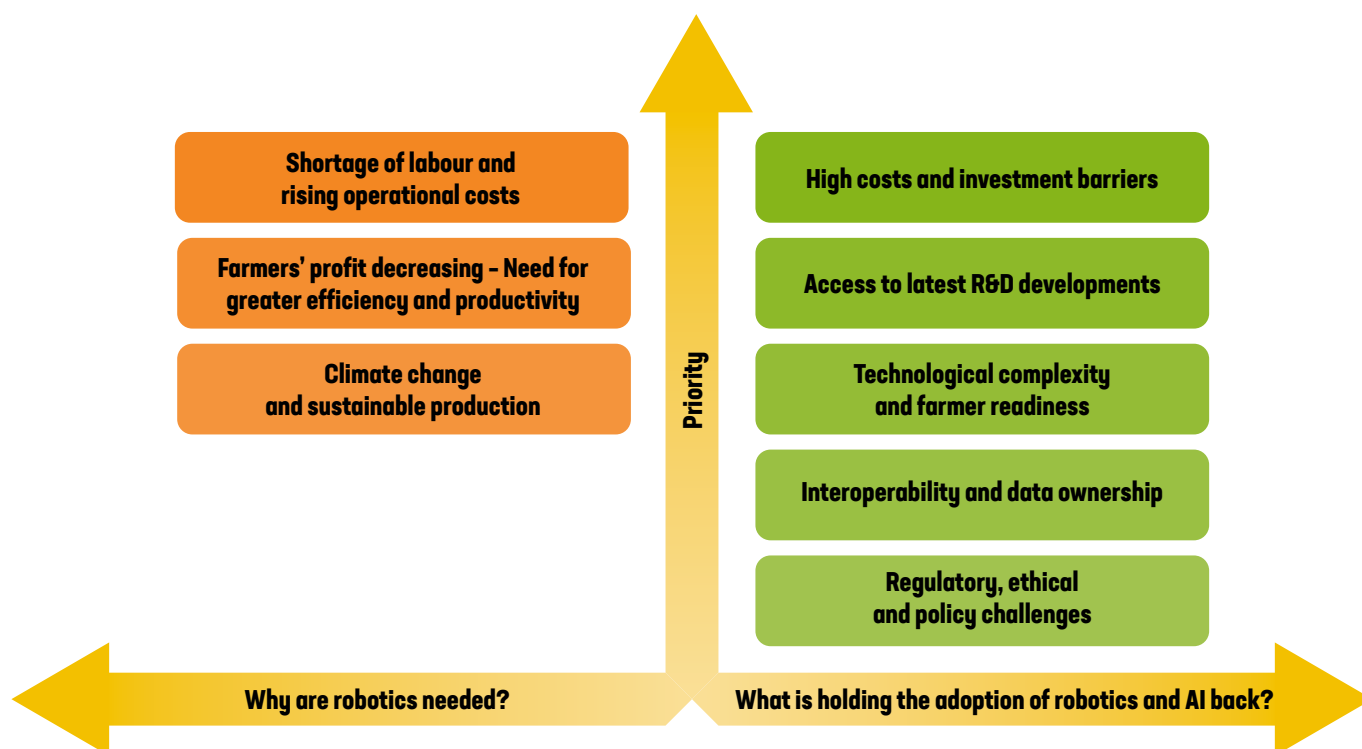 Shortage of labour and
rising operational costs
Farmers’ profit decreasing – Need for
greater efficiency and productivity
Climate change
and sustainable production
Priority
High costs and investment barriers
Access to latest R&D developments
Technological complexity
and farmer readiness
Interoperability and data ownership
Regulatory, ethical
and policy challenges
Why are robotics needed?
What is holding the adoption of robotics and AI back?